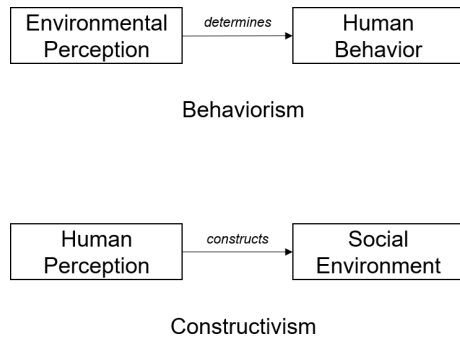 Environmental
Perception
determines
Human
Behavior
Behaviorism
Human
Perception
constructs
Social
Environment
Constructivism